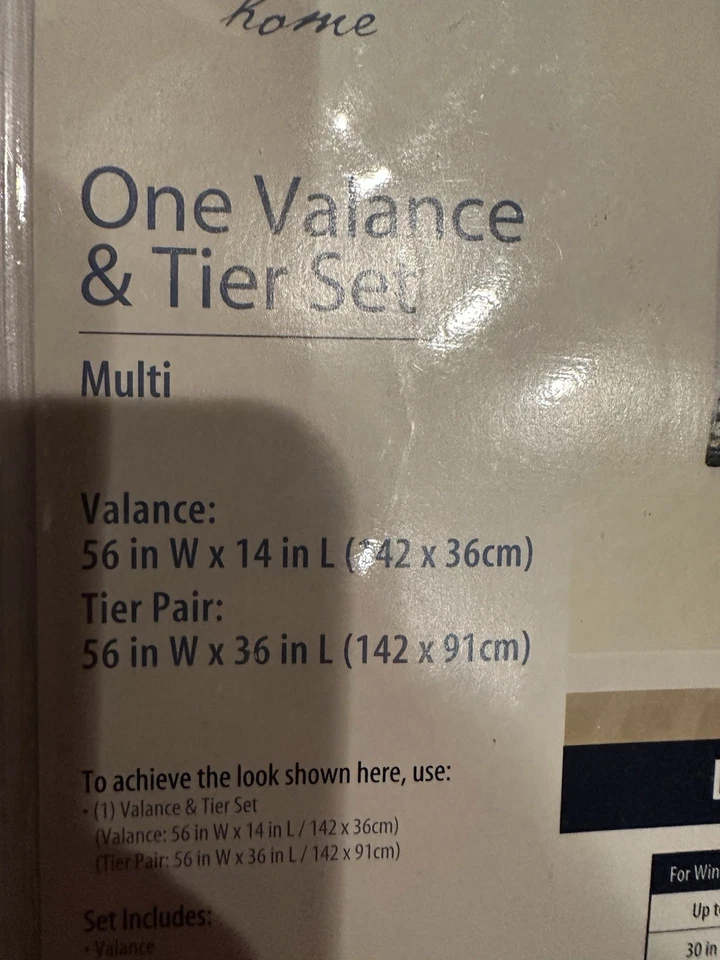 home
One Valance
& Tier Set
Multi
Valance:
56 in W x 14 in L (142 x 36cm)
Tier Pair:
56 in W x 36 in L (142 x 91cm)
To achieve the look shown here, use:
• (1) Valance & Tier Set
(Valance: 56 in W x 14 in L / 142 x 36cm)
(Tier Pair: 56 in W x 36 in L / 142 x 91cm)
Set Includes:
• Valance
For Win
Up t
30 in